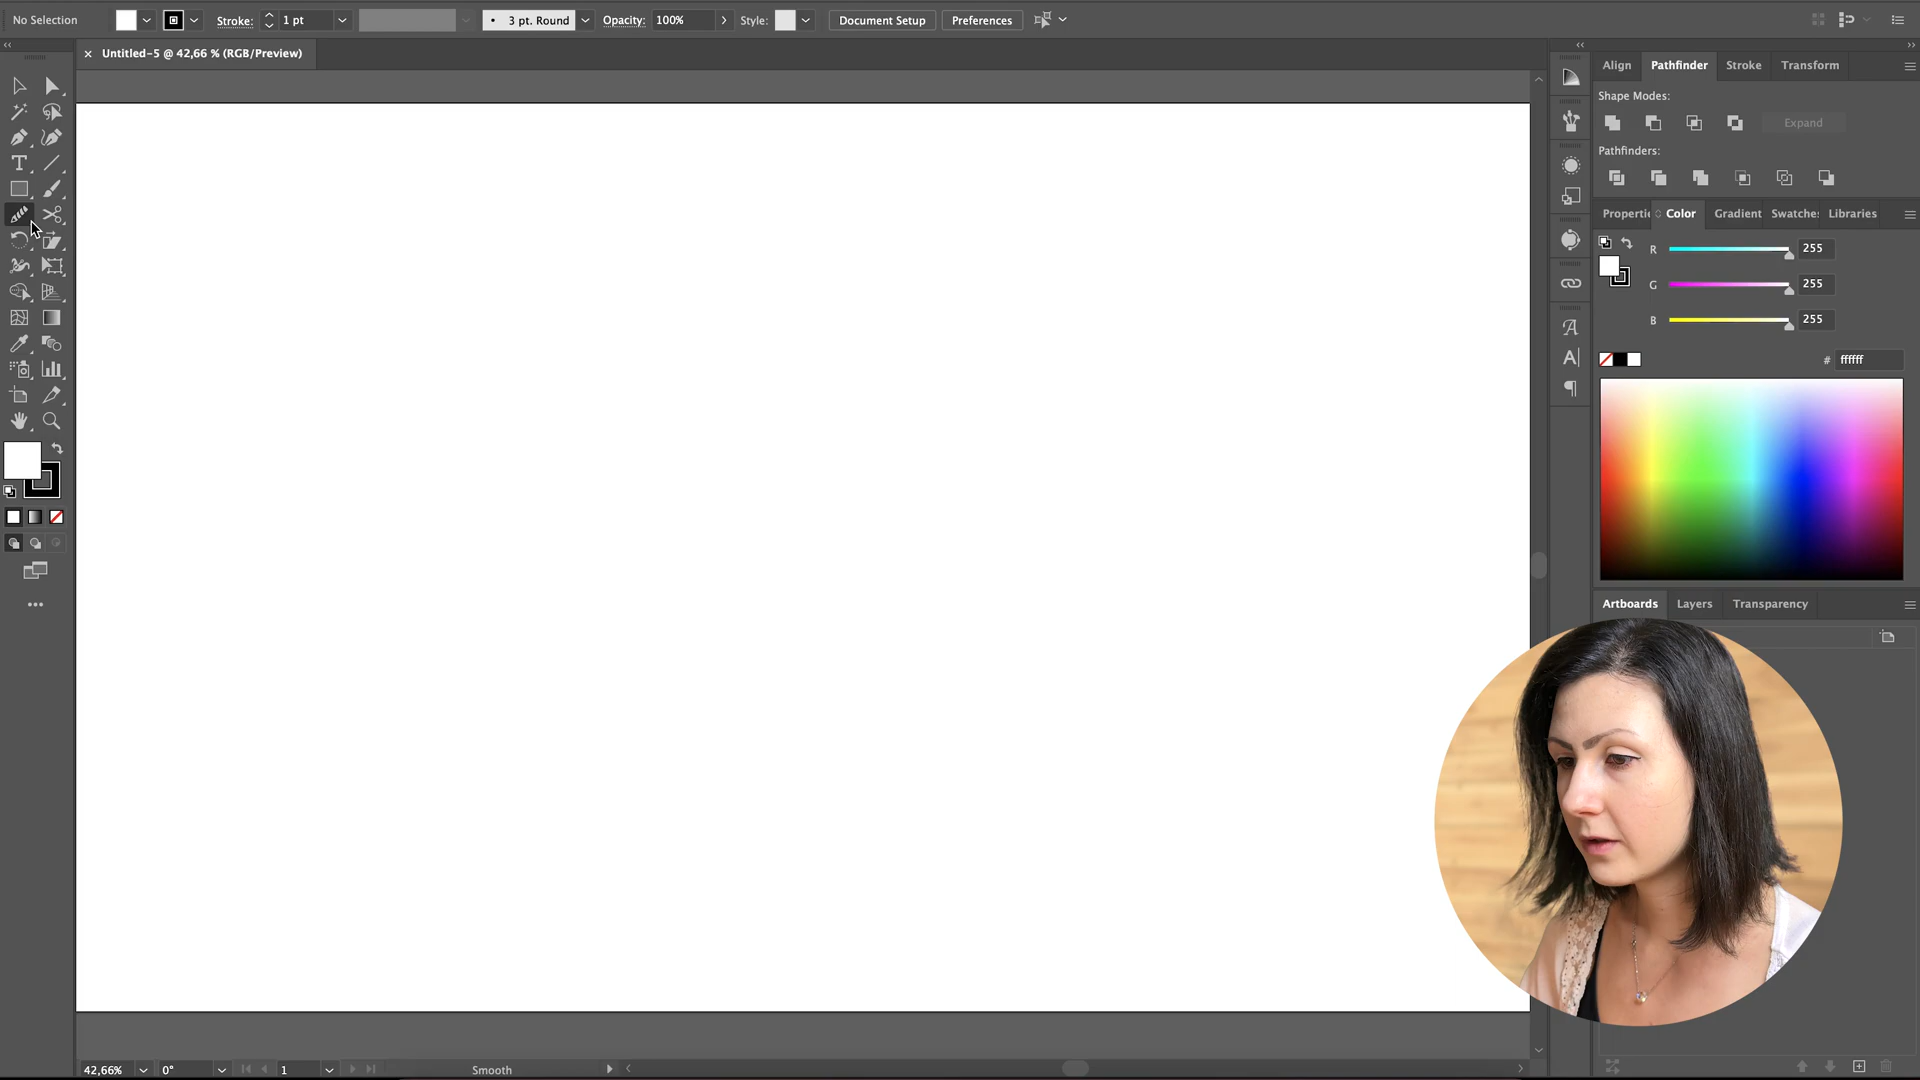 No Selection
Stroke:
1 pt
3 pt. Round
Opacity:
100%
Style:
Document Setup
Preferences
Untitled-5 @ 42,66 % (RGB/Preview)
Align
Pathfinder
Stroke
Transform
Shape Modes:
Expand
Pathfinders:
Properti
Color
Gradient
Swatche
Libraries
R
255
G
255
B
255
#
ffffff
Artboards
Layers
Transparency
42,66%
0°
1
Smooth